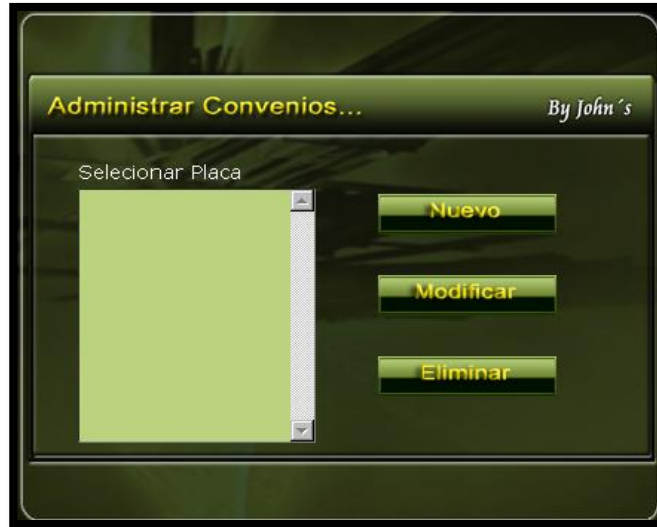 Administrar Convenios...
By John´s
Selecionar Placa
Nuevo
Modificar
Eliminar